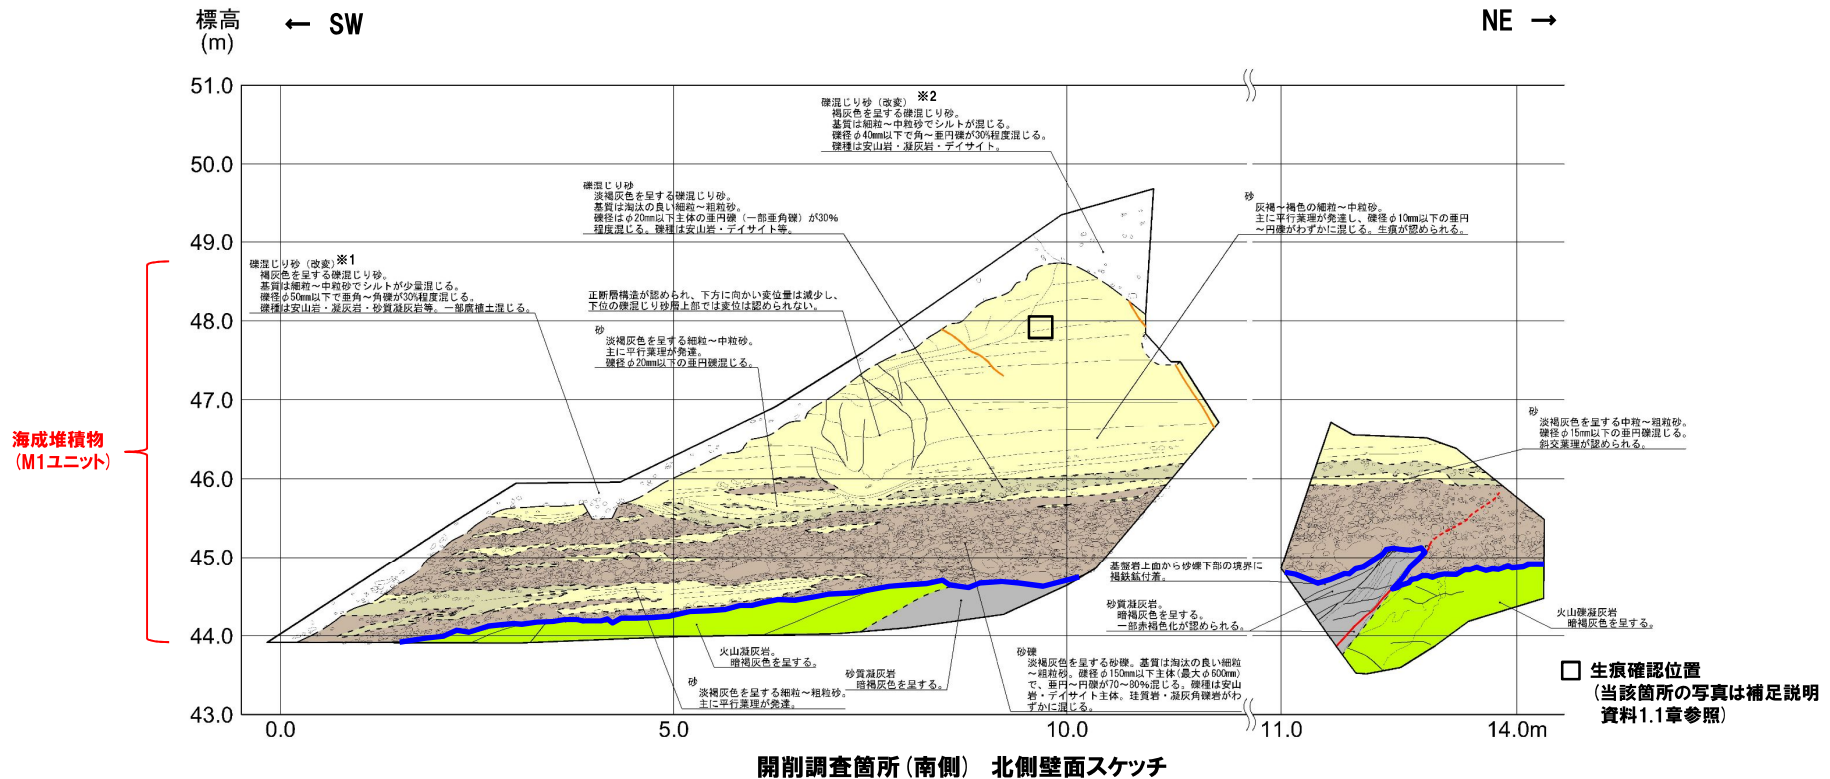 標高
(m)
← SW
NE →
51.0
50.0
49.0
48.0
47.0
46.0
45.0
44.0
43.0
礫混じり砂（改変）※2
褐灰色を呈する礫混じり砂。
基質は細粒～中粒砂でシルトが混じる。
礫径φ40mm以下で角～亜円礫が30%程度混じる。
礫種は安山岩・凝灰岩・デイサイト。
礫混じり砂
淡褐灰色を呈する礫混じり砂。
基質は淘汰の良い細粒～粗粒砂。
礫径はφ20mm以下主体の亜円礫（一部亜角礫）が30%
程度混じる。礫種は安山岩・デイサイト等。
砂
灰褐～褐色の細粒～中粒砂。
主に平行葉理が発達し、礫径φ10mm以下の亜円
～円礫がわずかに混じる。生痕が認められる。
礫混じり砂（改変）※1
褐灰色を呈する礫混じり砂。
基質は細粒～中粒砂でシルトが少量混じる。
礫径φ50mm以下で亜角～角礫が30%程度混じる。
礫種は安山岩・凝灰岩・砂質凝灰岩等。一部腐植土混じる。
正断層構造が認められ、下方に向かい変位量は減少し、
下位の礫混じり砂層上部では変位は認められない。
砂
淡褐灰色を呈する細粒～中粒砂。
主に平行葉理が発達。
礫径φ20mm以下の亜円礫混じる。
海成堆積物
(M1ユニット)
砂
淡褐灰色を呈する中粒～粗粒砂。
礫径φ15mm以下の亜円礫混じる。
斜交葉理が認められる。
基盤岩上面から砂礫下部の境界に
褐鉄鉱付着。
砂質凝灰岩。
暗褐灰色を呈する。
一部赤褐色化が認められる。
火山礫凝灰岩
暗褐灰色を呈する。
火山凝灰岩。
暗褐灰色を呈する。
砂質凝灰岩
暗褐灰色を呈する。
砂
淡褐灰色を呈する細粒～粗粒砂。
主に平行葉理が発達。
砂礫
淡褐灰色を呈する砂礫。基質は淘汰の良い細粒
～粗粒砂。礫径φ150mm以下主体(最大φ600mm)
で、亜円～円礫が70～80%混じる。礫種は安山
岩・デイサイト主体。珪質岩・凝灰角礫岩がわ
ずかに混じる。
生痕確認位置
(当該箇所の写真は補足説明
資料1.1章参照)
0.0
5.0
10.0
11.0
14.0m
開削調査箇所(南側)　北側壁面スケッチ